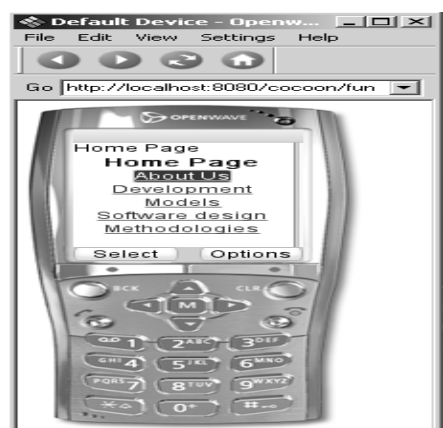 Default Device - Openw...
File Edit View Settings Help
Go http://localhost:8080/cocoon/fun
OPENWAVE
Home Page
Home Page
About Us
Development
Models
Software design
Methodologies
Select Options
BCK CLR
M
1 2ABC 3DEF
GHI4 5JKL 6MNO
PQRS7 8TUV 9WXYZ
* 0+ #